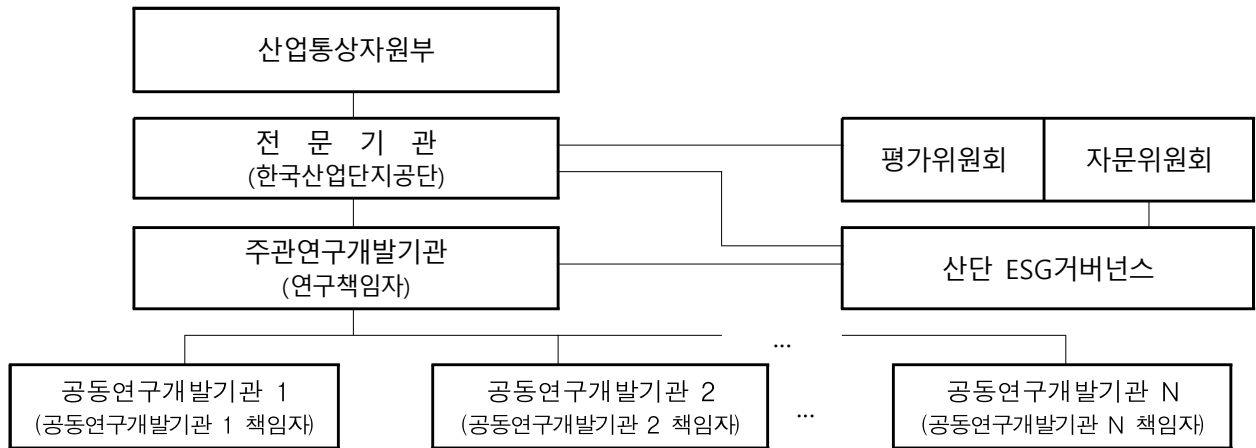 산업통상자원부
전 문 기 관
(한국산업단지공단)
평가위원회 자문위원회
주관연구개발기관
(연구책임자)
산단 ESG거버넌스
...
공동연구개발기관 1
(공동연구개발기관 1 책임자)
공동연구개발기관 2
(공동연구개발기관 2 책임자)
...
공동연구개발기관 N
(공동연구개발기관 N 책임자)